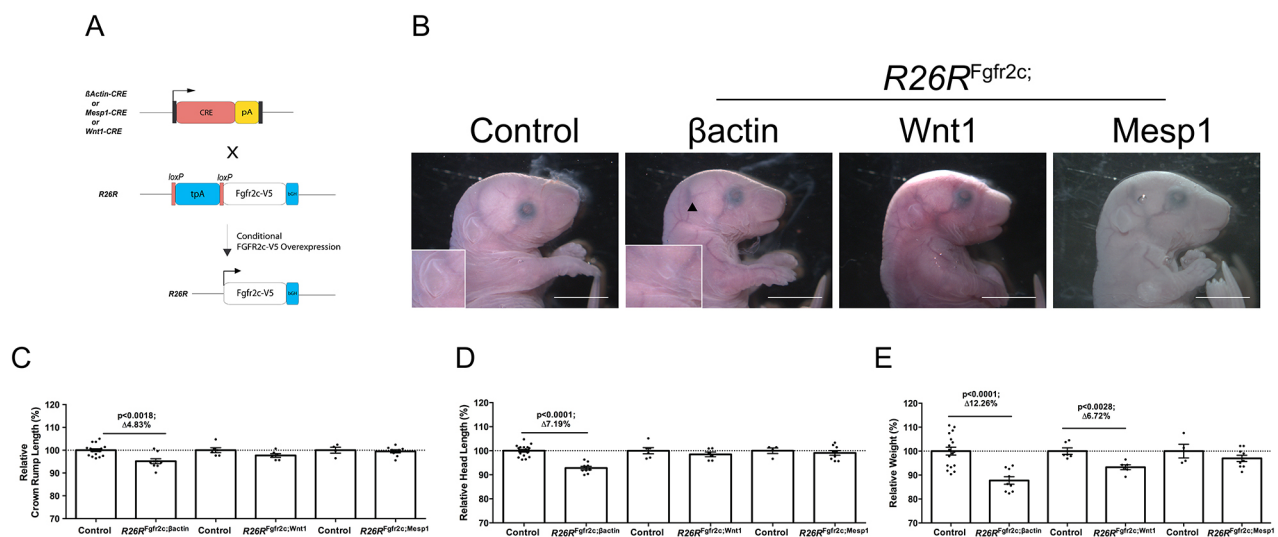 A
ßActin-CRE
or
Mesp1-CRE
or
Wnt1-CRE
CRE
pA
X
loxP
loxP
R26R
tpA
Fgfr2c-V5
bGH
Conditional
FGFR2c-V5 Overexpression
R26R
Fgfr2c-V5
bGH
B
R26R Fgfr2c;
Control
βactin
Wnt1
Mesp1
C
Relative
Crown Rump Length (%)
120
110
100
90
80
70
p<0.0018;
Δ4.83%
Control
R26R Fgfr2c;βactin
Control
R26R Fgfr2c;Wnt1
Control
R26R Fgfr2c;Mesp1
D
Relative Head Length (%)
120
110
100
90
80
70
p<0.0001;
Δ7.19%
Control
R26R Fgfr2c;βactin
Control
R26R Fgfr2c;Wnt1
Control
R26R Fgfr2c;Mesp1
E
Relative Weight (%)
120
110
100
90
80
70
p<0.0001;
Δ12.26%
p<0.0028;
Δ6.72%
Control
R26R Fgfr2c;βactin
Control
R26R Fgfr2c;Wnt1
Control
R26R Fgfr2c;Mesp1